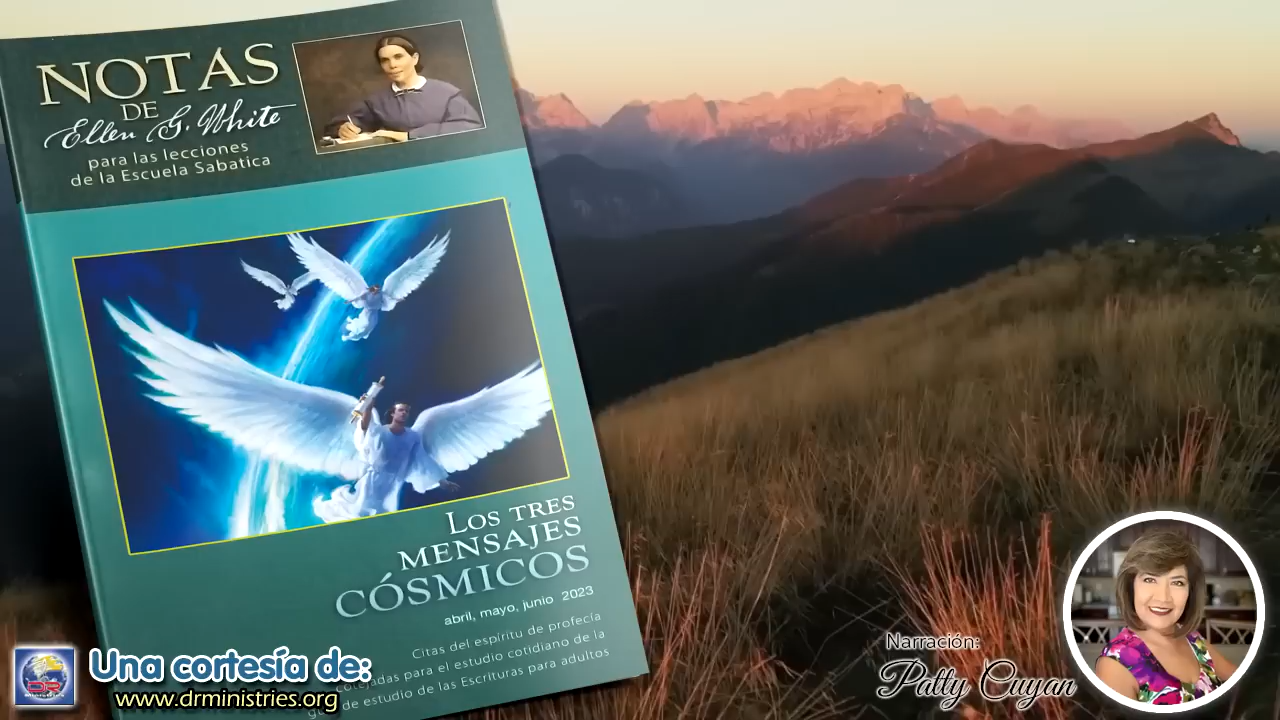 NOTAS
DE
Ellen G. White
para las lecciones
de la Escuela Sabatica
LOS TRES
MENSAJES
CÓSMICOS
abril, mayo, junio 2023
Citas del espíritu de profecía
cotejadas para el estudio cotidiano de la
de estudio de las Escrituras para adultos
DR
Ministries
Una cortesía de:
www.drministries.org
Narración:
Patty Cuyan